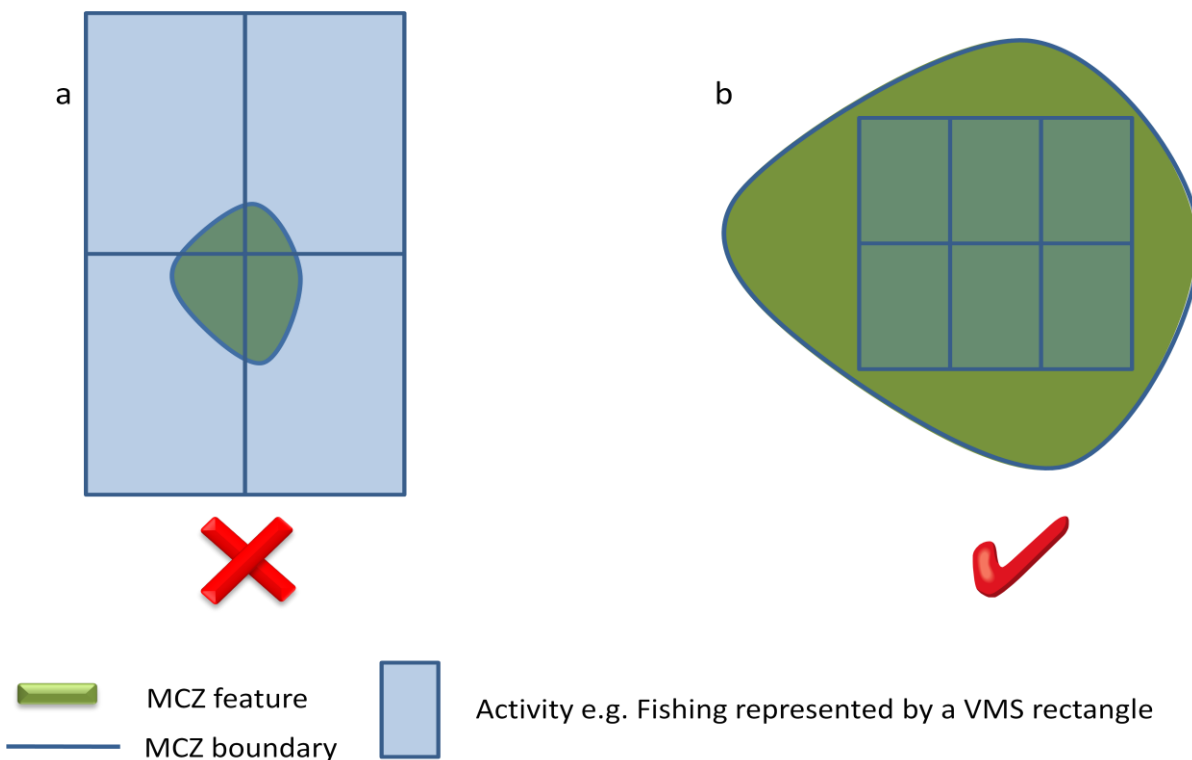 a
b
MCZ feature
MCZ boundary
Activity e.g. Fishing represented by a VMS rectangle